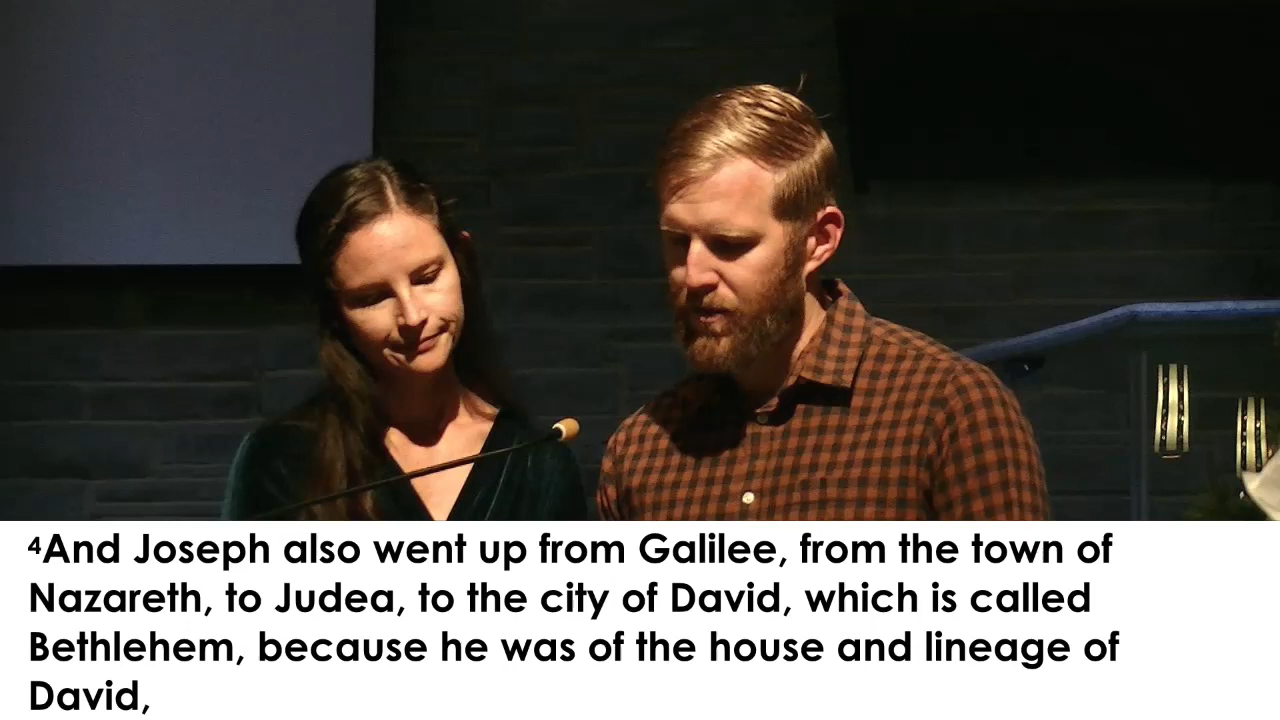 ⁴And Joseph also went up from Galilee, from the town of
Nazareth, to Judea, to the city of David, which is called
Bethlehem, because he was of the house and lineage of
David,